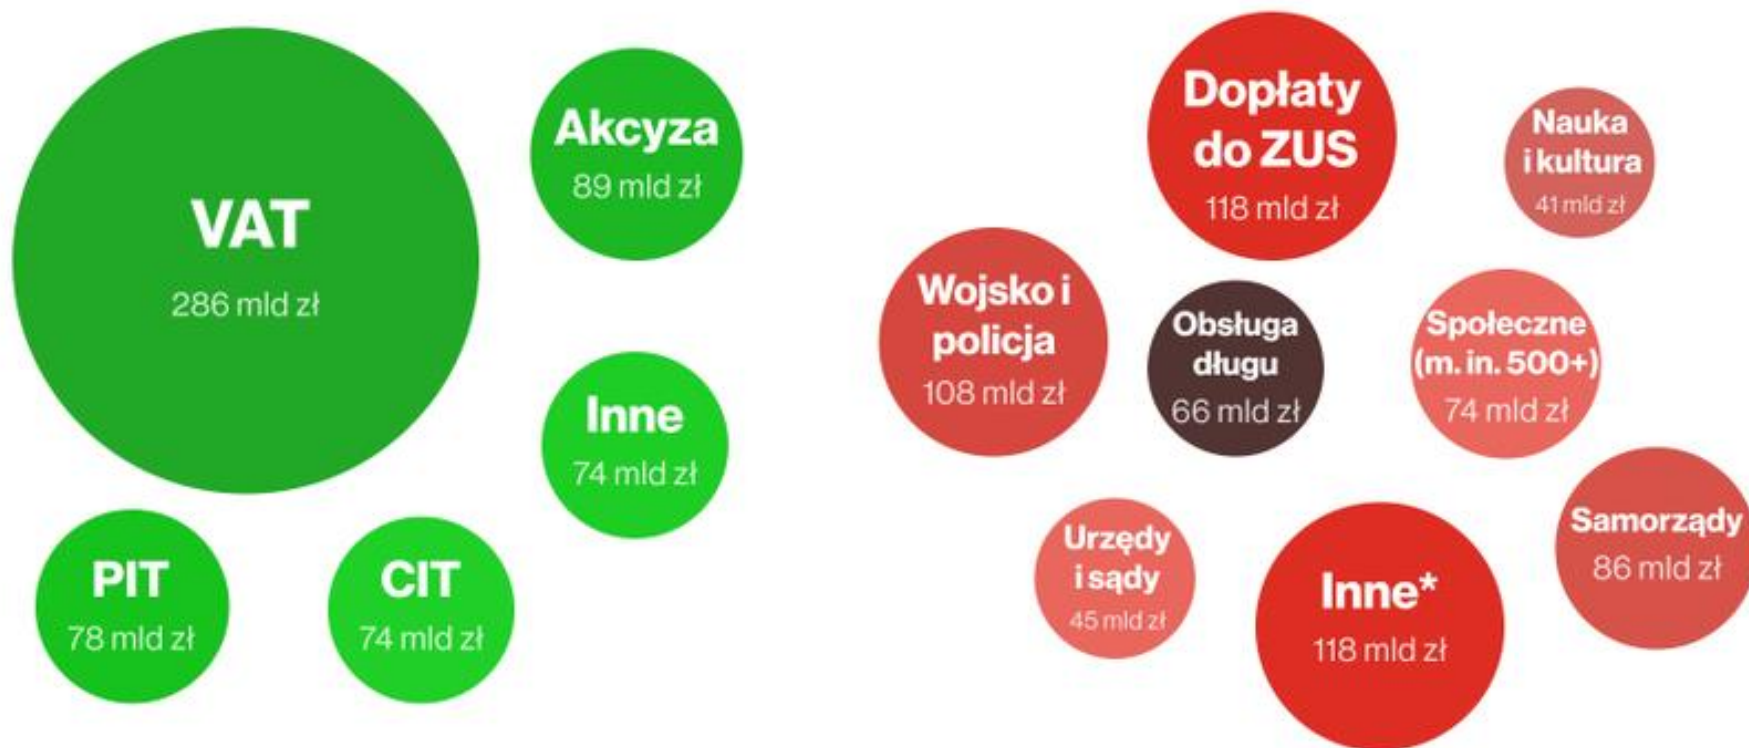 VAT
286 mld zł
Akcyza
89 mld zł
Inne
74 mld zł
PIT
78 mld zł
CIT
74 mld zł
Dopłaty
do ZUS
118 mld zł
Nauka
i kultura
41 mld zł
Wojsko i
policja
108 mld zł
Obsługa
długu
66 mld zł
Społeczne
(m. in. 500+)
74 mld zł
Urzędy
i sądy
45 mld zł
Inne*
118 mld zł
Samorządy
86 mld zł